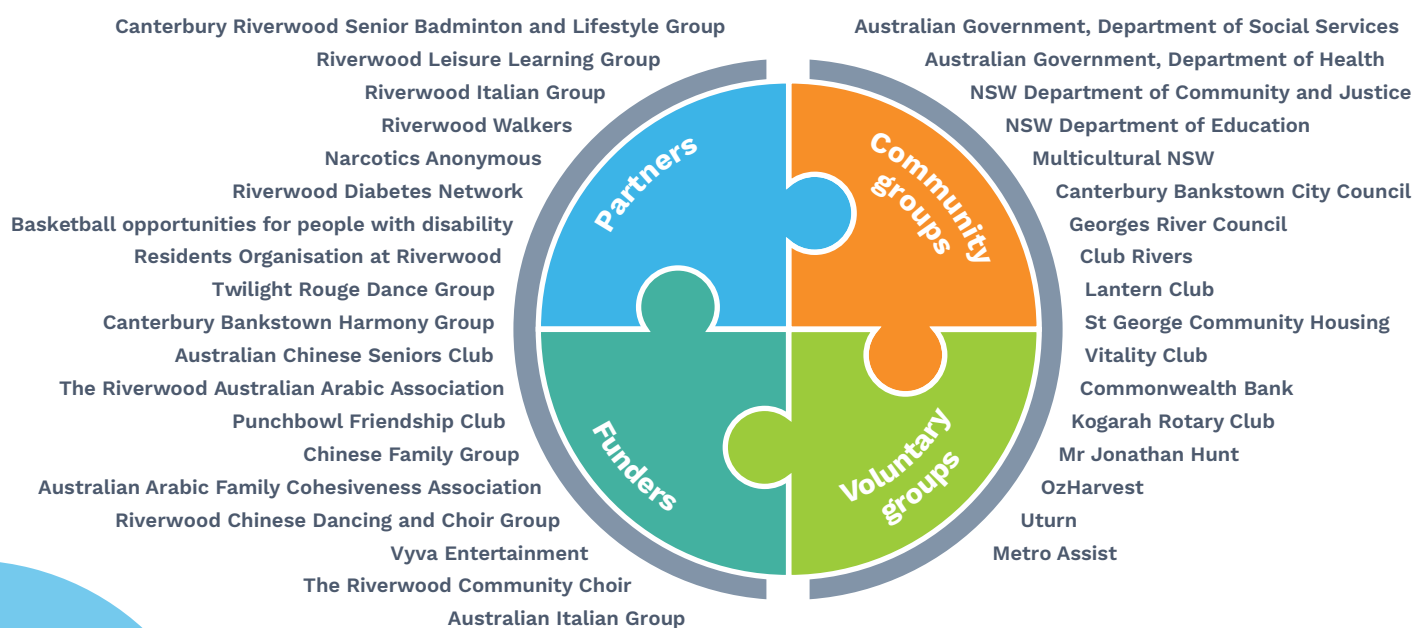 Canterbury Riverwood Senior Badminton and Lifestyle Group
Riverwood Leisure Learning Group
Riverwood Italian Group
Riverwood Walkers
Narcotics Anonymous
Riverwood Diabetes Network
Basketball opportunities for people with disability
Residents Organisation at Riverwood
Twilight Rouge Dance Group
Canterbury Bankstown Harmony Group
Australian Chinese Seniors Club
The Riverwood Australian Arabic Association
Punchbowl Friendship Club
Chinese Family Group
Australian Arabic Family Cohesiveness Association
Riverwood Chinese Dancing and Choir Group
Vyva Entertainment
The Riverwood Community Choir
Australian Italian Group
Partners
Community
groups
Funders
Voluntary
groups
Australian Government, Department of Social Services
Australian Government, Department of Health
NSW Department of Community and Justice
NSW Department of Education
Multicultural NSW
Canterbury Bankstown City Council
Georges River Council
Club Rivers
Lantern Club
St George Community Housing
Vitality Club
Commonwealth Bank
Kogarah Rotary Club
Mr Jonathan Hunt
OzHarvest
Uturn
Metro Assist